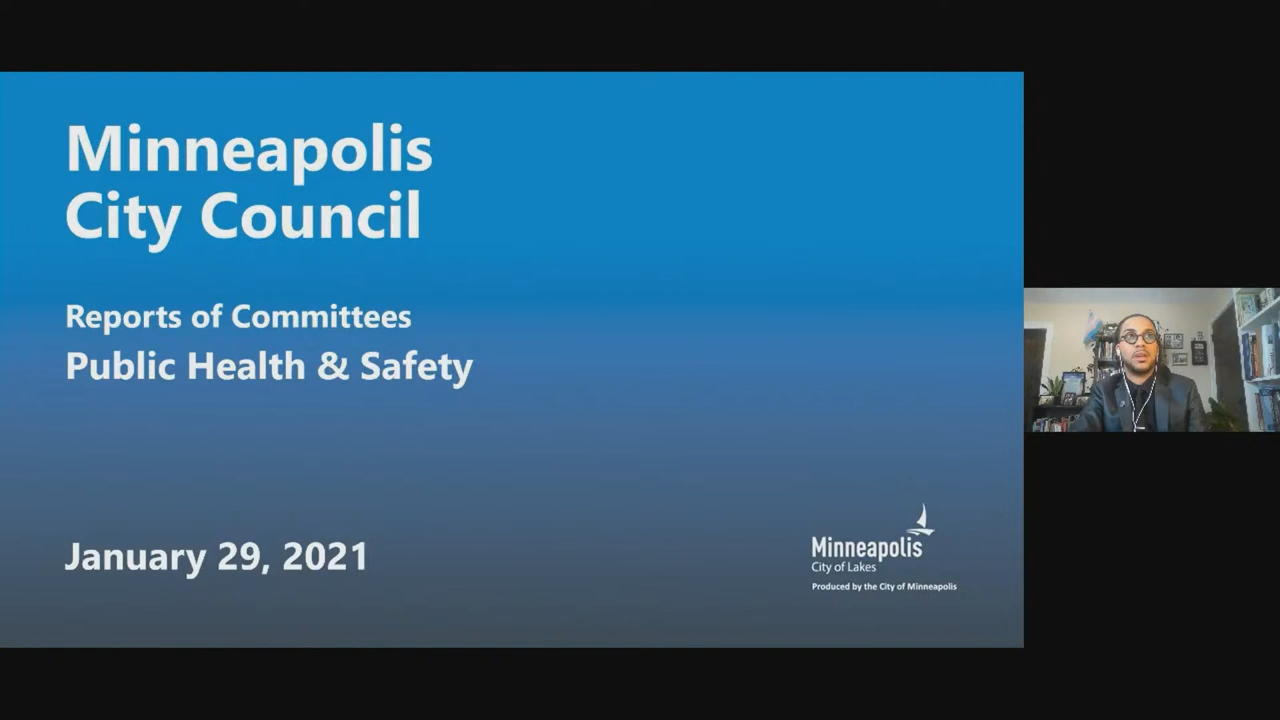 Minneapolis
City Council
Reports of Committees
Public Health & Safety
January 29, 2021
Minneapolis
City of Lakes
Produced by the City of Minneapolis